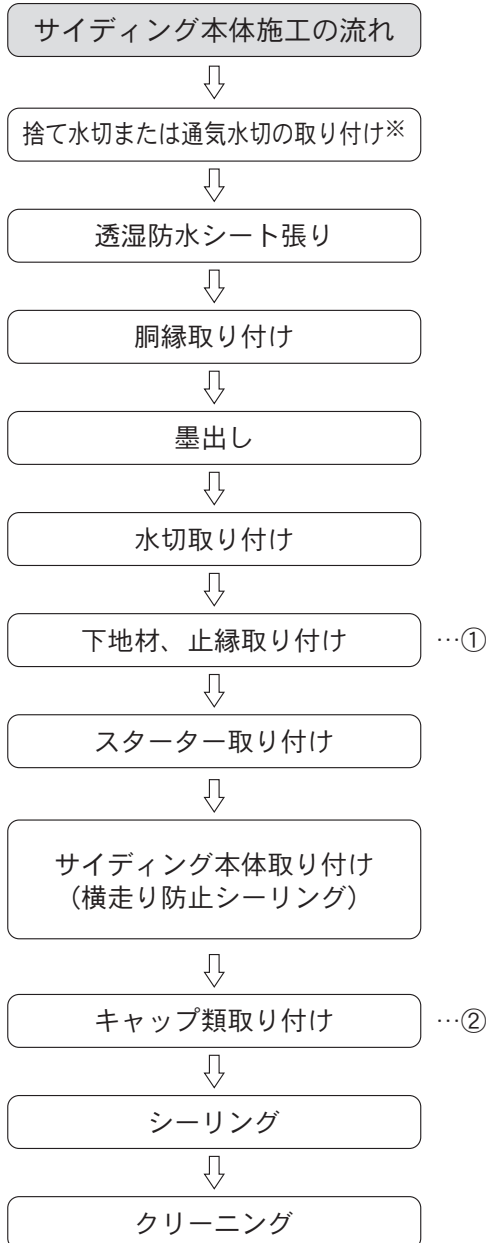 サイディング本体施工の流れ
捨て水切または通気水切の取り付け※
透湿防水シート張り
胴縁取り付け
墨出し
水切取り付け
下地材、止縁取り付け …①
スターター取り付け
サイディング本体取り付け
（横走り防止シーリング）
キャップ類取り付け …②
シーリング
クリーニング